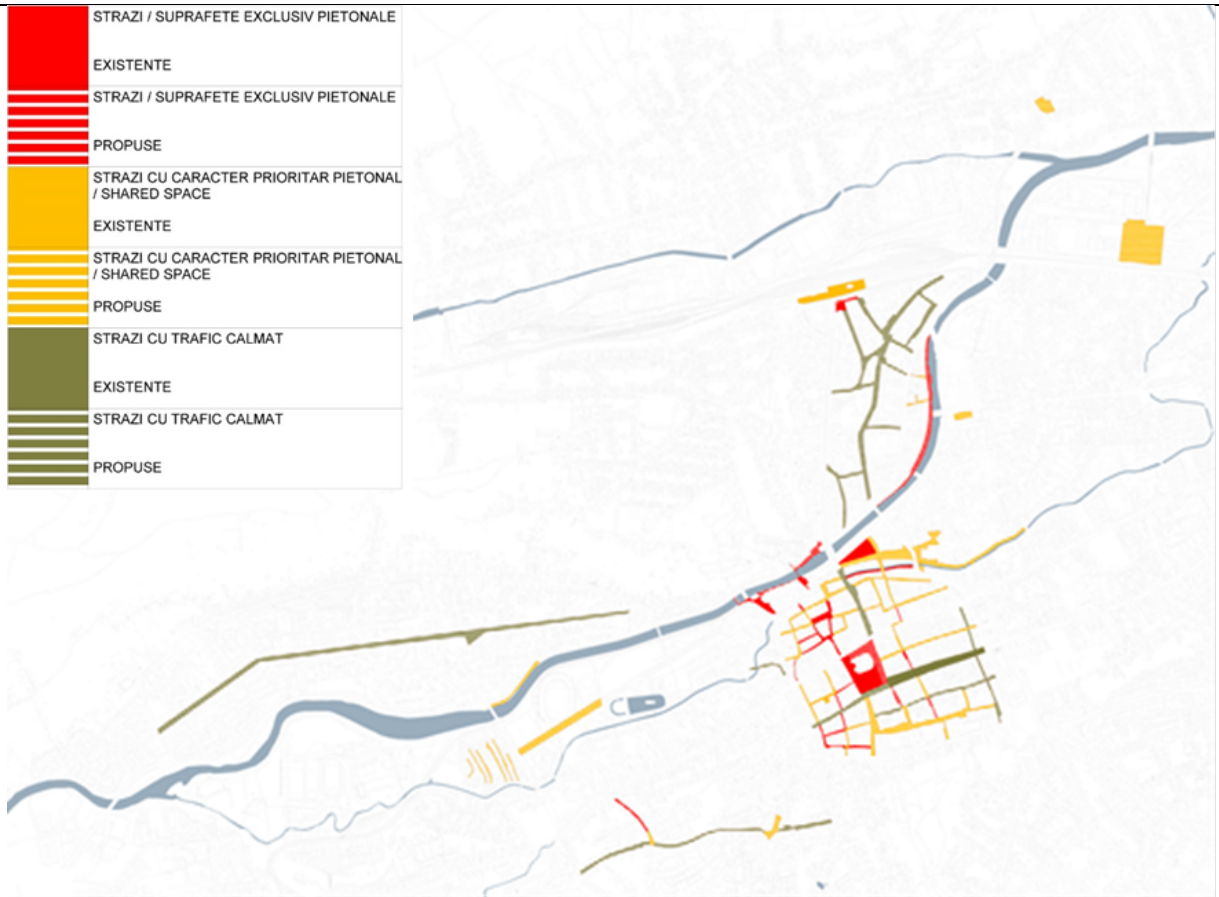 STRAZI / SUPRAFETE EXCLUSIV PIETONALE
EXISTENTE
STRAZI / SUPRAFETE EXCLUSIV PIETONALE
PROPUSE
STRAZI CU CARACTER PRIORITAR PIETONAL
/ SHARED SPACE
EXISTENTE
STRAZI CU CARACTER PRIORITAR PIETONAL
/ SHARED SPACE
PROPUSE
STRAZI CU TRAFIC CALMAT
EXISTENTE
STRAZI CU TRAFIC CALMAT
PROPUSE